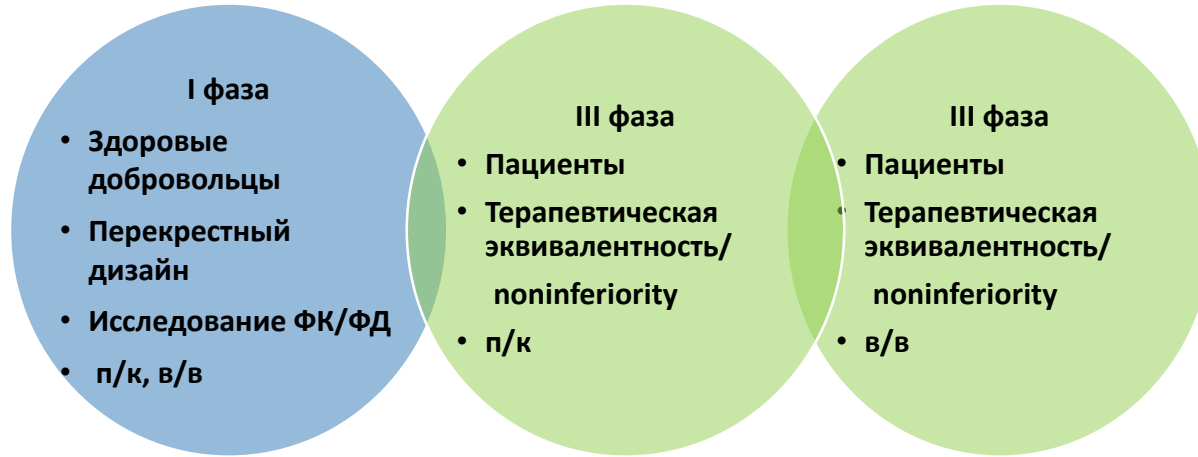 I фаза
• Здоровые
добровольцы
• Перекрестный
дизайн
• Исследование ФК/ФД
• п/к, в/в
III фаза
• Пациенты
• Терапевтическая
эквивалентность/
noninferiority
• п/к
III фаза
• Пациенты
• Терапевтическая
эквивалентность/
noninferiority
• в/в